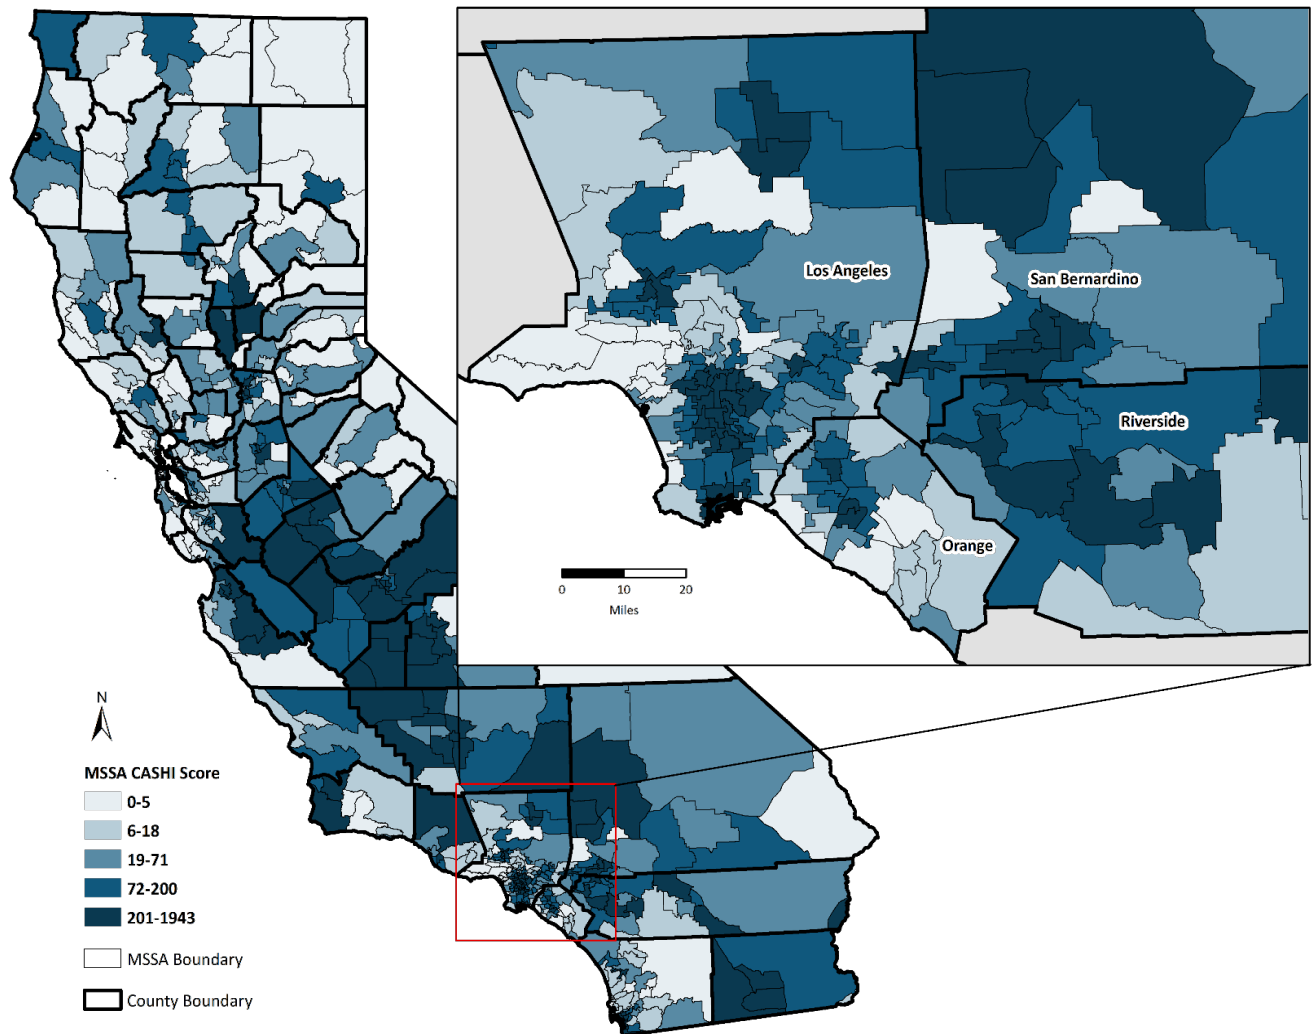 Los Angeles
San Bernardino
Riverside
Orange
0 10 20
Miles
N
MSSA CASHI Score
0-5
6-18
19-71
72-200
201-1943
MSSA Boundary
County Boundary